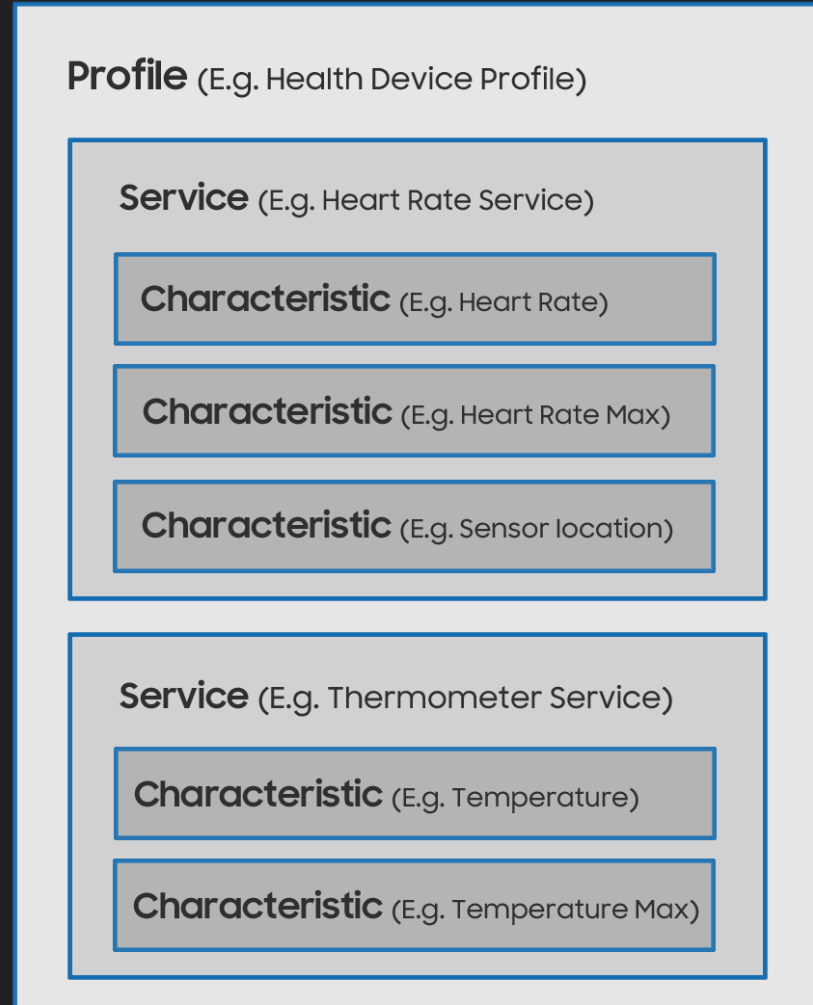 Profile (E.g. Health Device Profile)
Service (E.g. Heart Rate Service)
Characteristic (E.g. Heart Rate)
Characteristic (E.g. Heart Rate Max)
Characteristic (E.g. Sensor location)
Service (E.g. Thermometer Service)
Characteristic (E.g. Temperature)
Characteristic (E.g. Temperature Max)